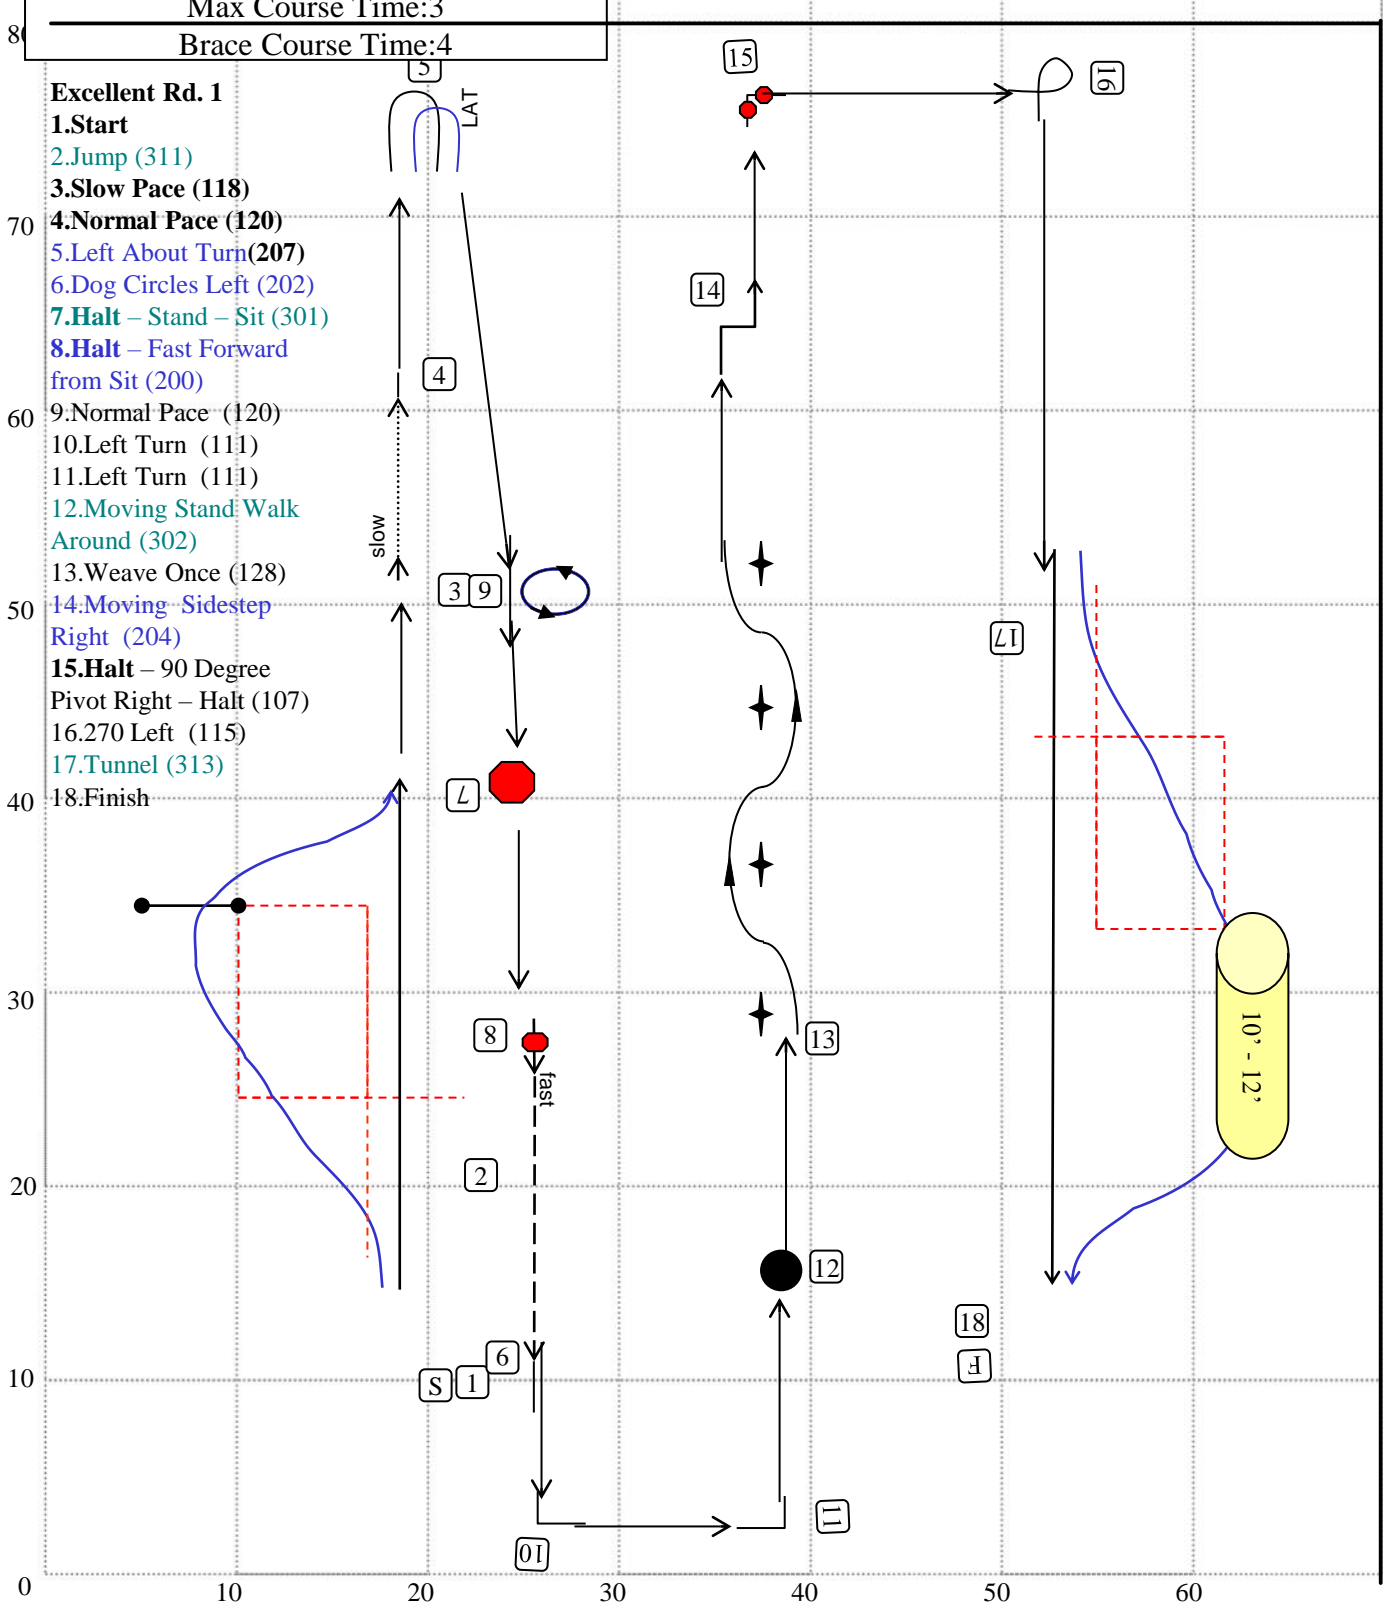 Max Course Time:3
Brace Course Time:4
Excellent Rd. 1
1.Start
2.Jump (311)
3.Slow Pace (118)
4.Normal Pace (120)
5.Left About Turn(207)
6.Dog Circles Left (202)
7.Halt – Stand – Sit (301)
8.Halt – Fast Forward
from Sit (200)
9.Normal Pace (120)
10.Left Turn (111)
11.Left Turn (111)
12.Moving Stand Walk
Around (302)
13.Weave Once (128)
14.Moving Sidestep
Right (204)
15.Halt – 90 Degree
Pivot Right – Halt (107)
16.270 Left (115)
17.Tunnel (313)
18.Finish
5
LAT
15
16
14
4
slow
3 9
17
7
8
fast
13
10’ - 12’
2
12
6
S 1
18
F
11
10
80
70
60
50
40
30
20
10
0
10 20 30 40 50 60